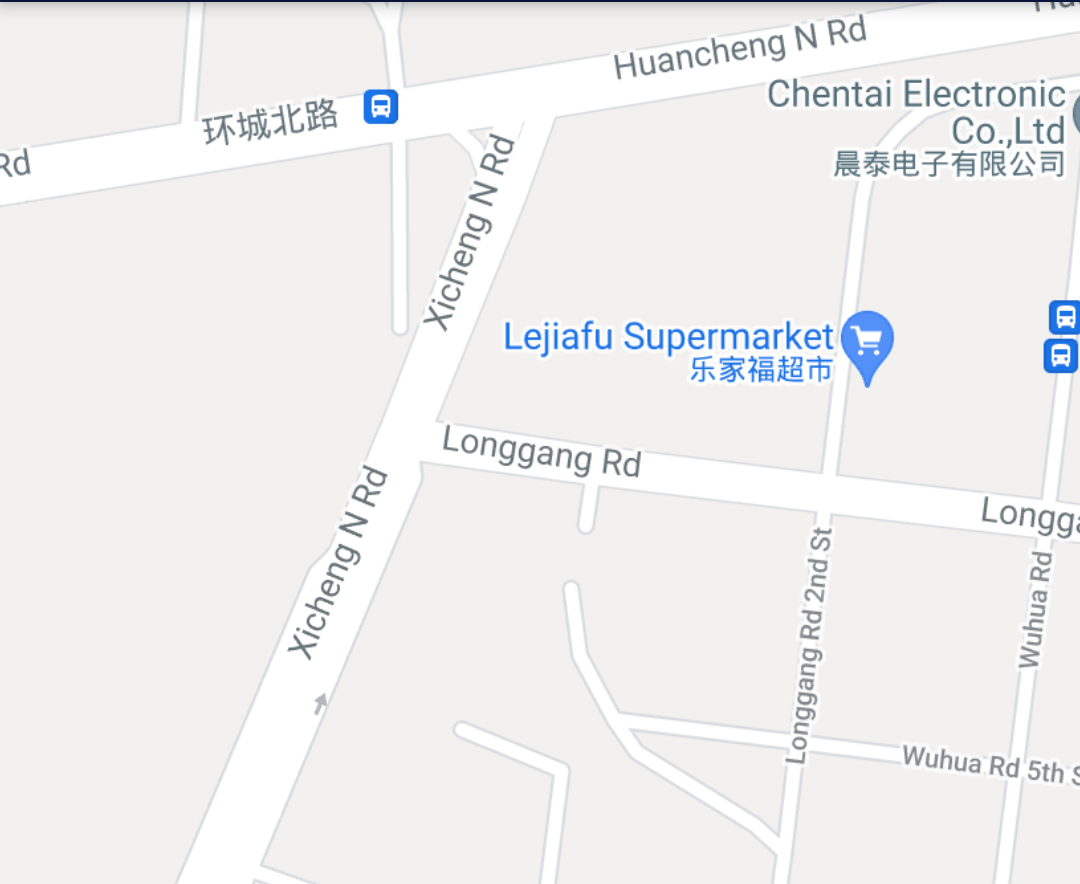 Huancheng N Rd
环城北路
Rd
Chentai Electronic
Co.,Ltd
晨泰电子有限公司
Xicheng N Rd
Lejiafu Supermarket
乐家福超市
Longgang Rd
Longga
Xicheng N Rd
Longgang Rd 2nd St
Wuhua Rd
Wuhua Rd 5th S